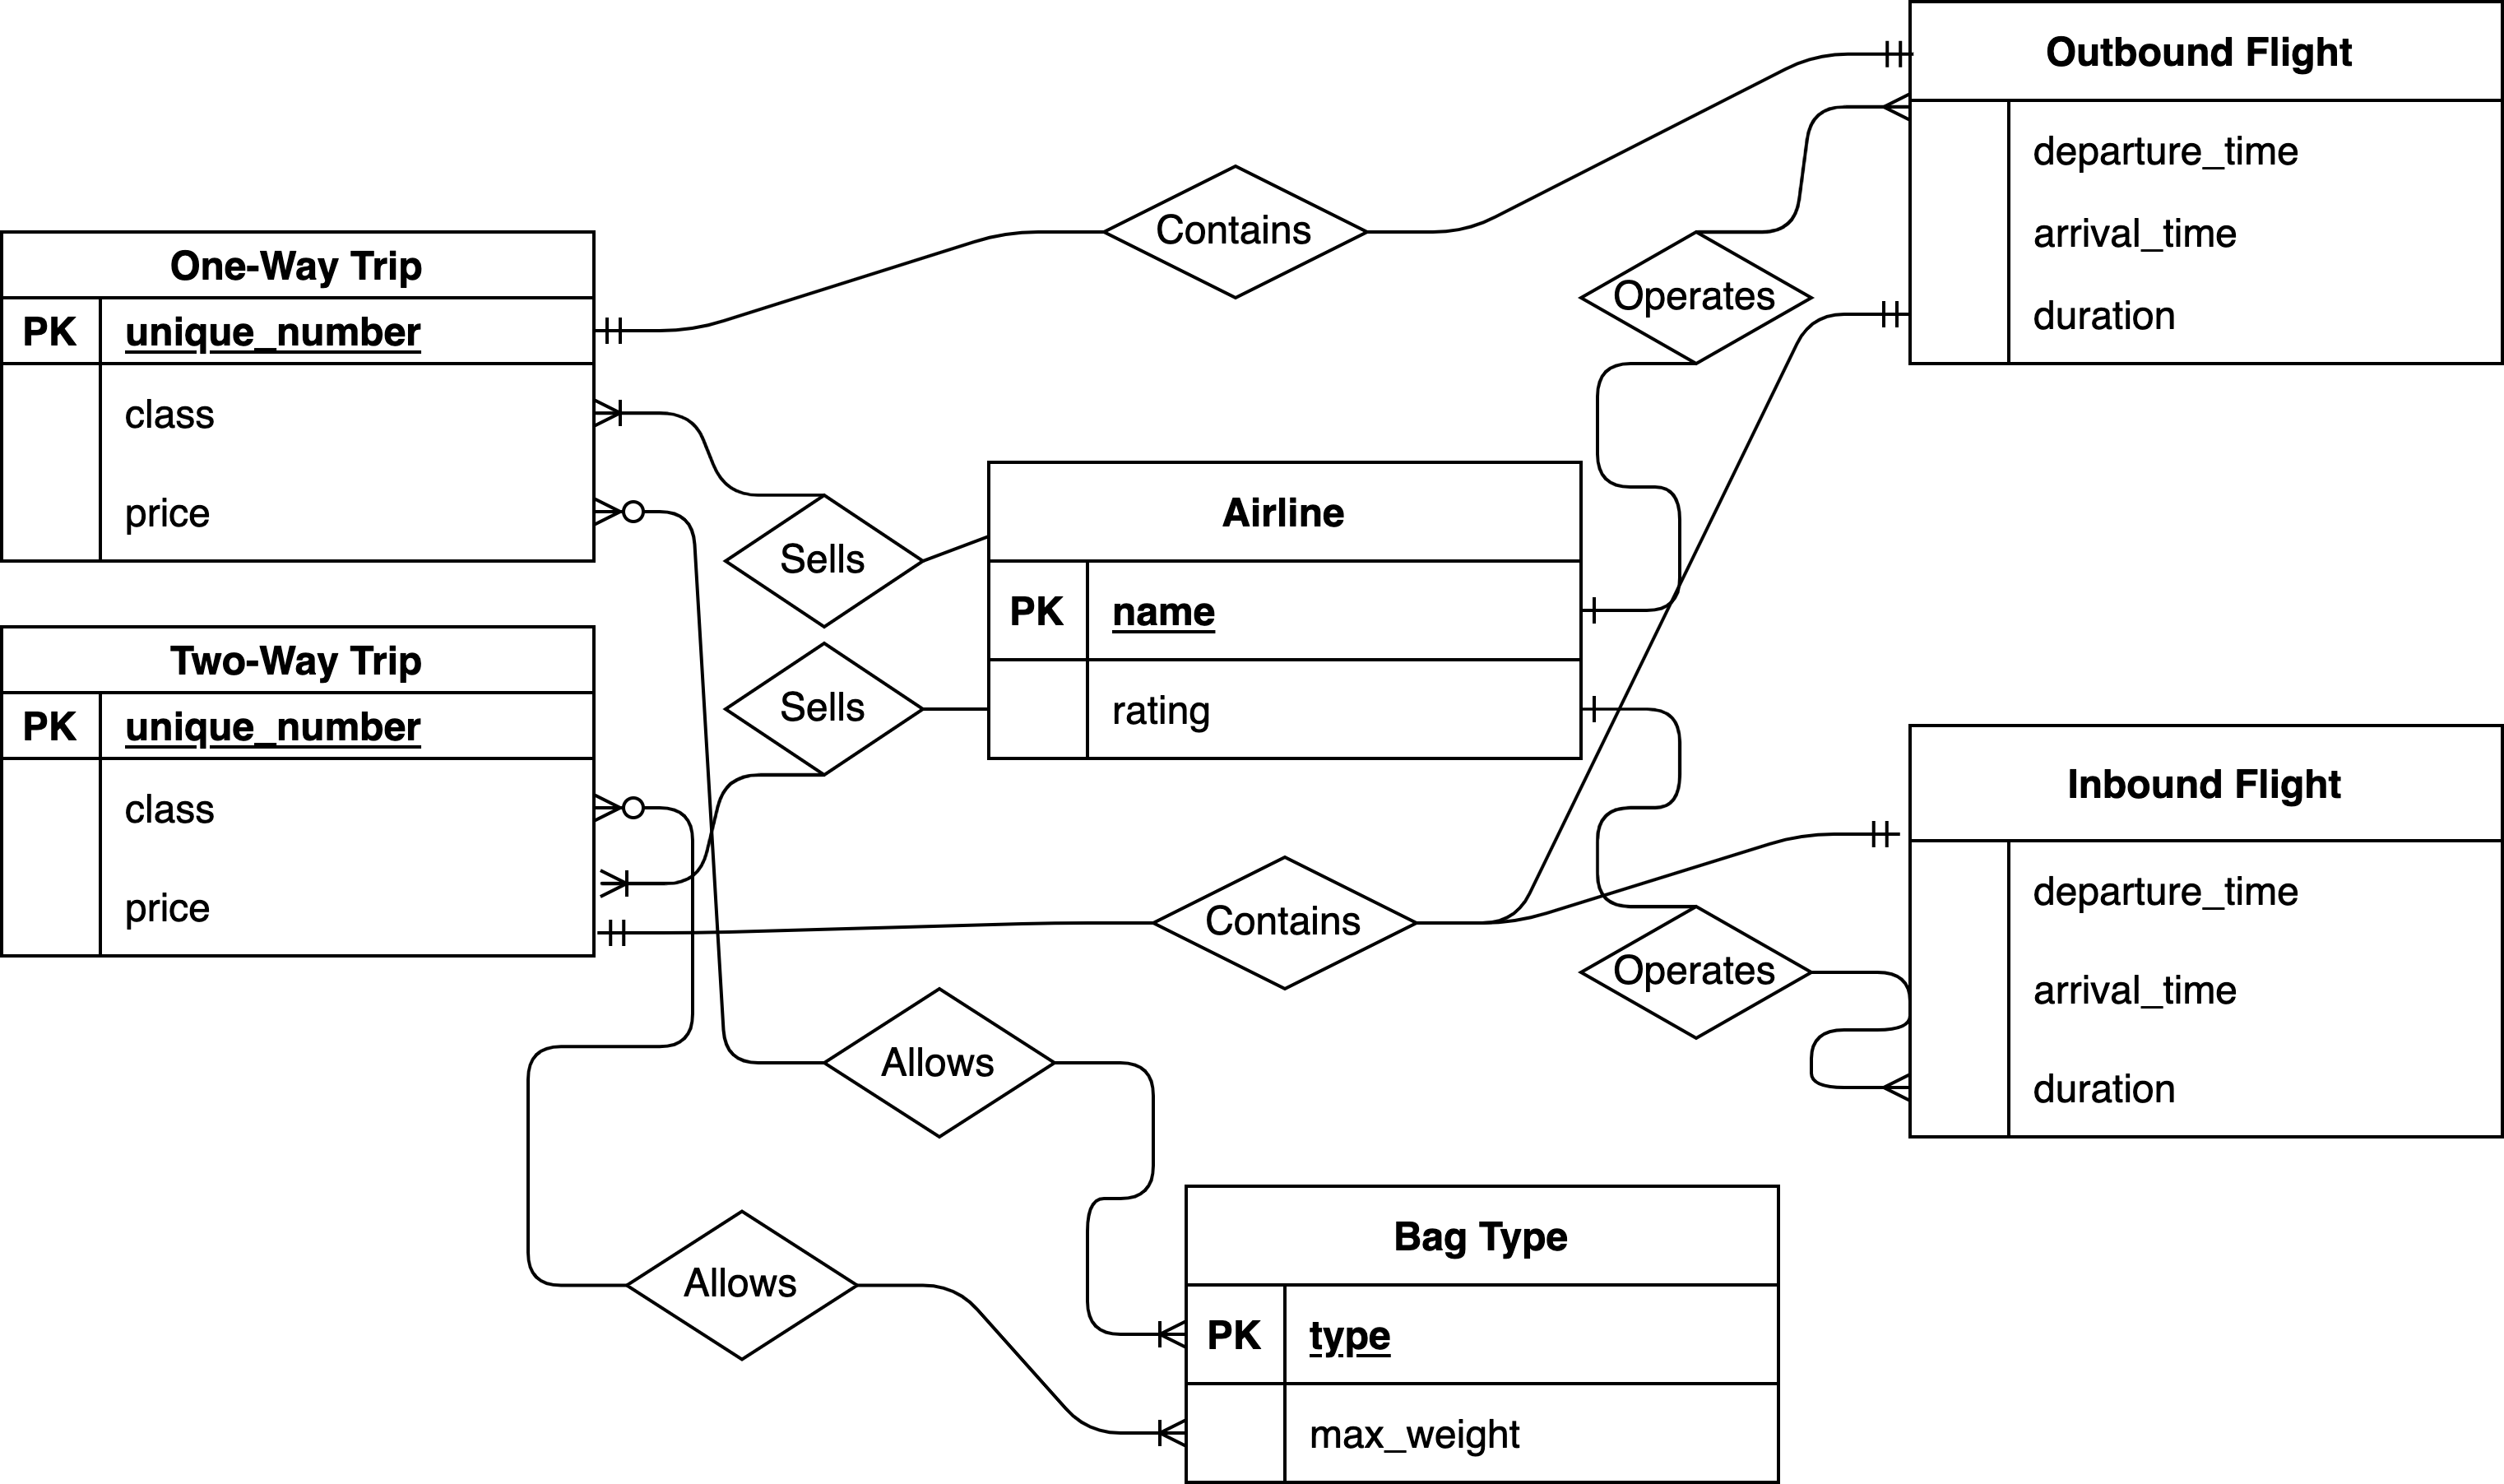 Outbound Flight
departure_time
arrival_time
duration
Contains
Operates
One-Way Trip
PK unique_number
class
price
Sells
Airline
PK name
rating
Two-Way Trip
PK unique_number
class
price
Sells
Inbound Flight
departure_time
arrival_time
duration
Contains
Operates
Allows
Allows
Bag Type
PK type
max_weight